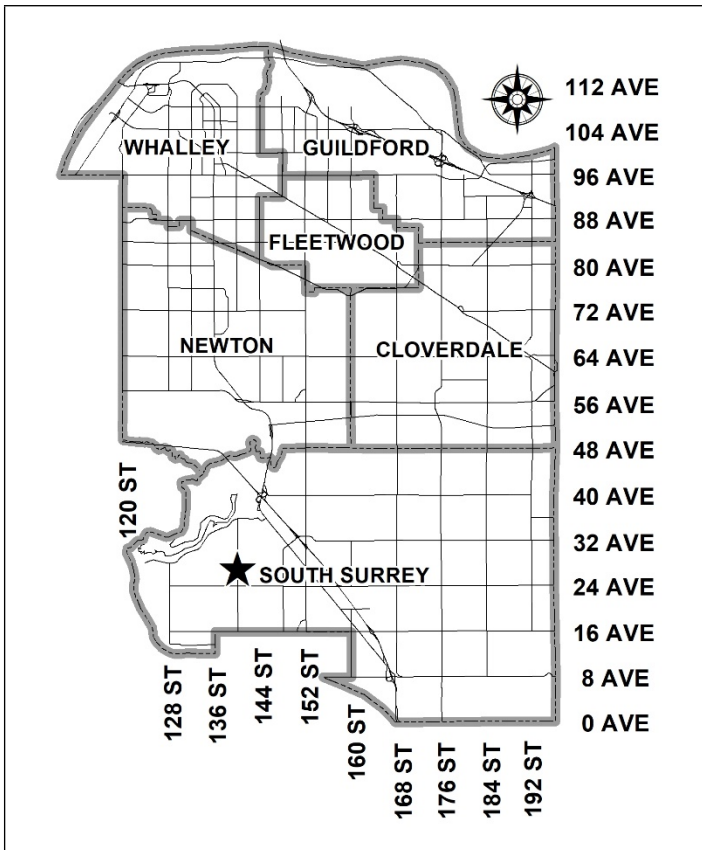 112 AVE
104 AVE
WHALLEY
GUILDFORD
96 AVE
88 AVE
FLEETWOOD
80 AVE
72 AVE
NEWTON
CLOVERDALE
64 AVE
56 AVE
48 AVE
120 ST
40 AVE
32 AVE
SOUTH SURREY
24 AVE
16 AVE
8 AVE
0 AVE
128 ST
136 ST
144 ST
152 ST
160 ST
168 ST
176 ST
184 ST
192 ST